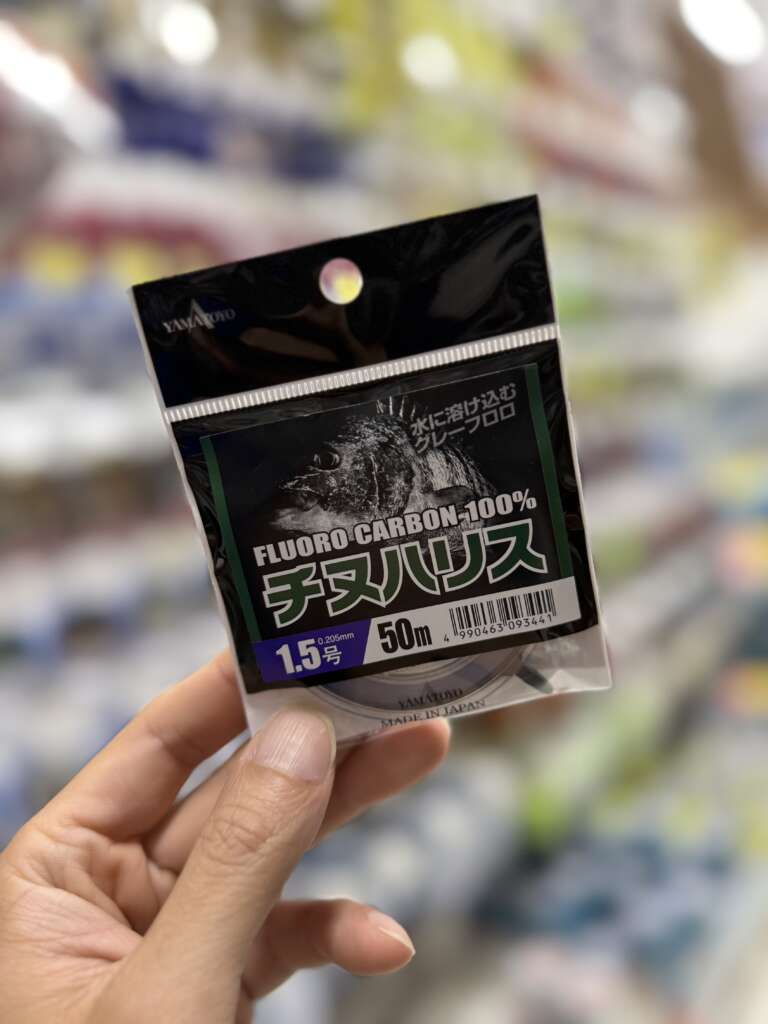 YAMATOYO
水に溶け込む
グレーフロロ
FLUORO CARBON-100%
チヌハリス
1.5号 0.205mm 50m
4 990463 093441
YAMATOYO
MADE IN JAPAN